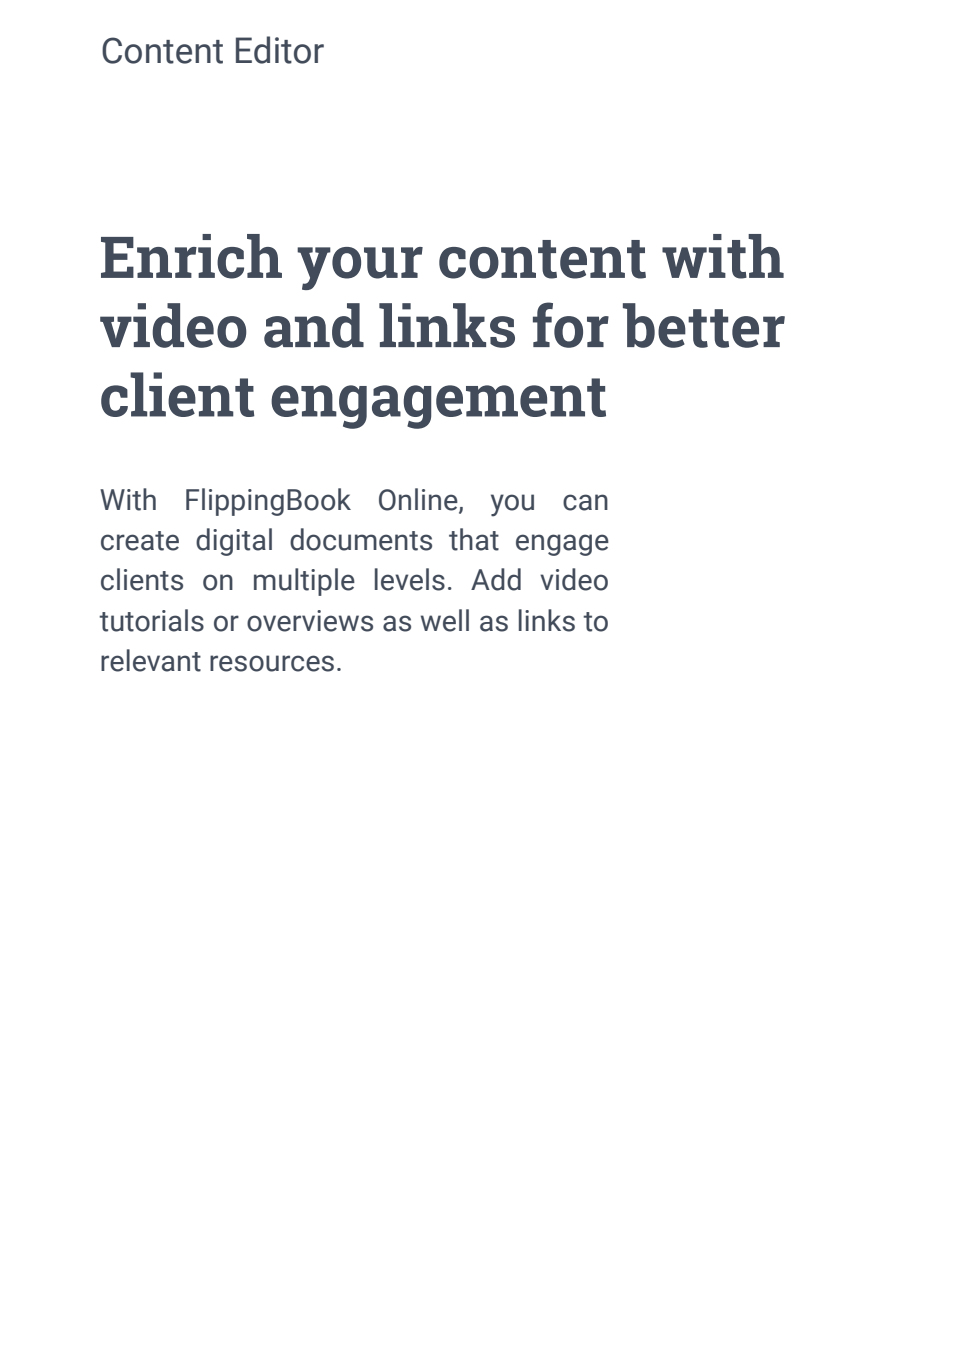 Content Editor
Enrich your content with
video and links for better
client engagement
With FlippingBook Online, you can
create digital documents that engage
clients on multiple levels. Add video
tutorials or overviews as well as links to
relevant resources.